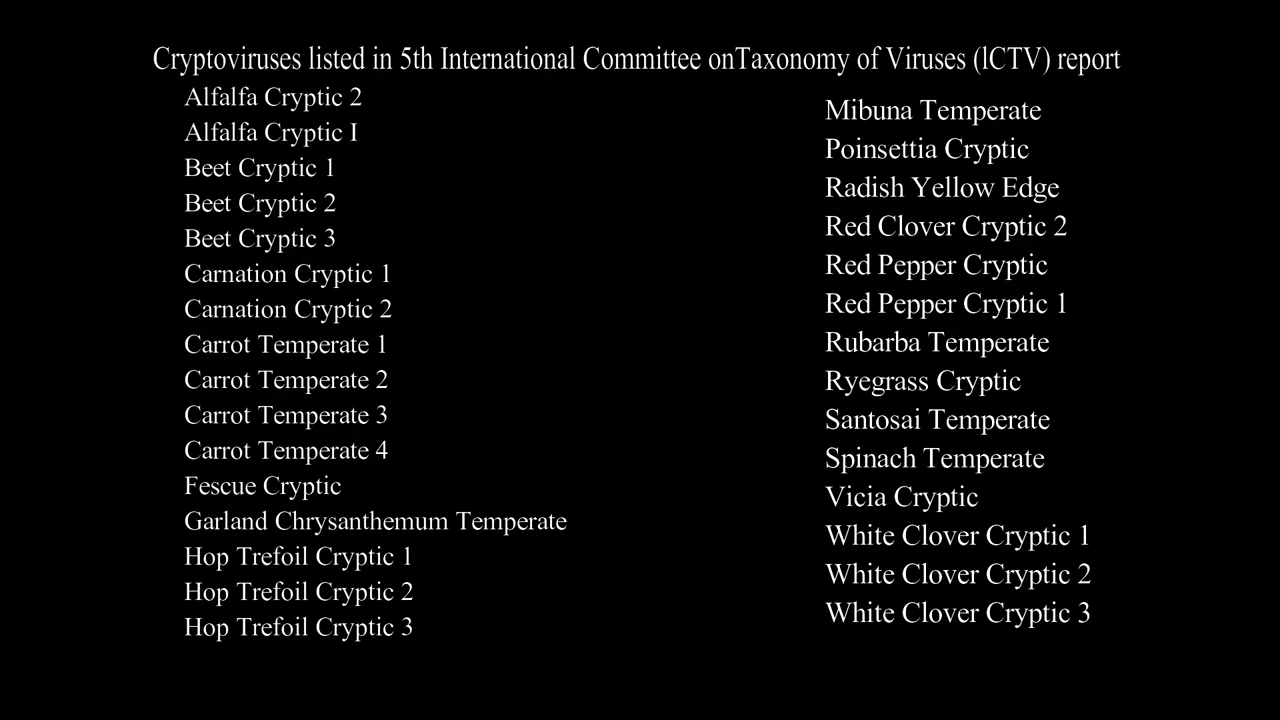 Cryptoviruses listed in 5th International Committee onTaxonomy of Viruses (lCTV) report
Alfalfa Cryptic 2
Alfalfa Cryptic I
Beet Cryptic 1
Beet Cryptic 2
Beet Cryptic 3
Carnation Cryptic 1
Carnation Cryptic 2
Carrot Temperate 1
Carrot Temperate 2
Carrot Temperate 3
Carrot Temperate 4
Fescue Cryptic
Garland Chrysanthemum Temperate
Hop Trefoil Cryptic 1
Hop Trefoil Cryptic 2
Hop Trefoil Cryptic 3
Mibuna Temperate
Poinsettia Cryptic
Radish Yellow Edge
Red Clover Cryptic 2
Red Pepper Cryptic
Red Pepper Cryptic 1
Rubarba Temperate
Ryegrass Cryptic
Santosai Temperate
Spinach Temperate
Vicia Cryptic
White Clover Cryptic 1
White Clover Cryptic 2
White Clover Cryptic 3